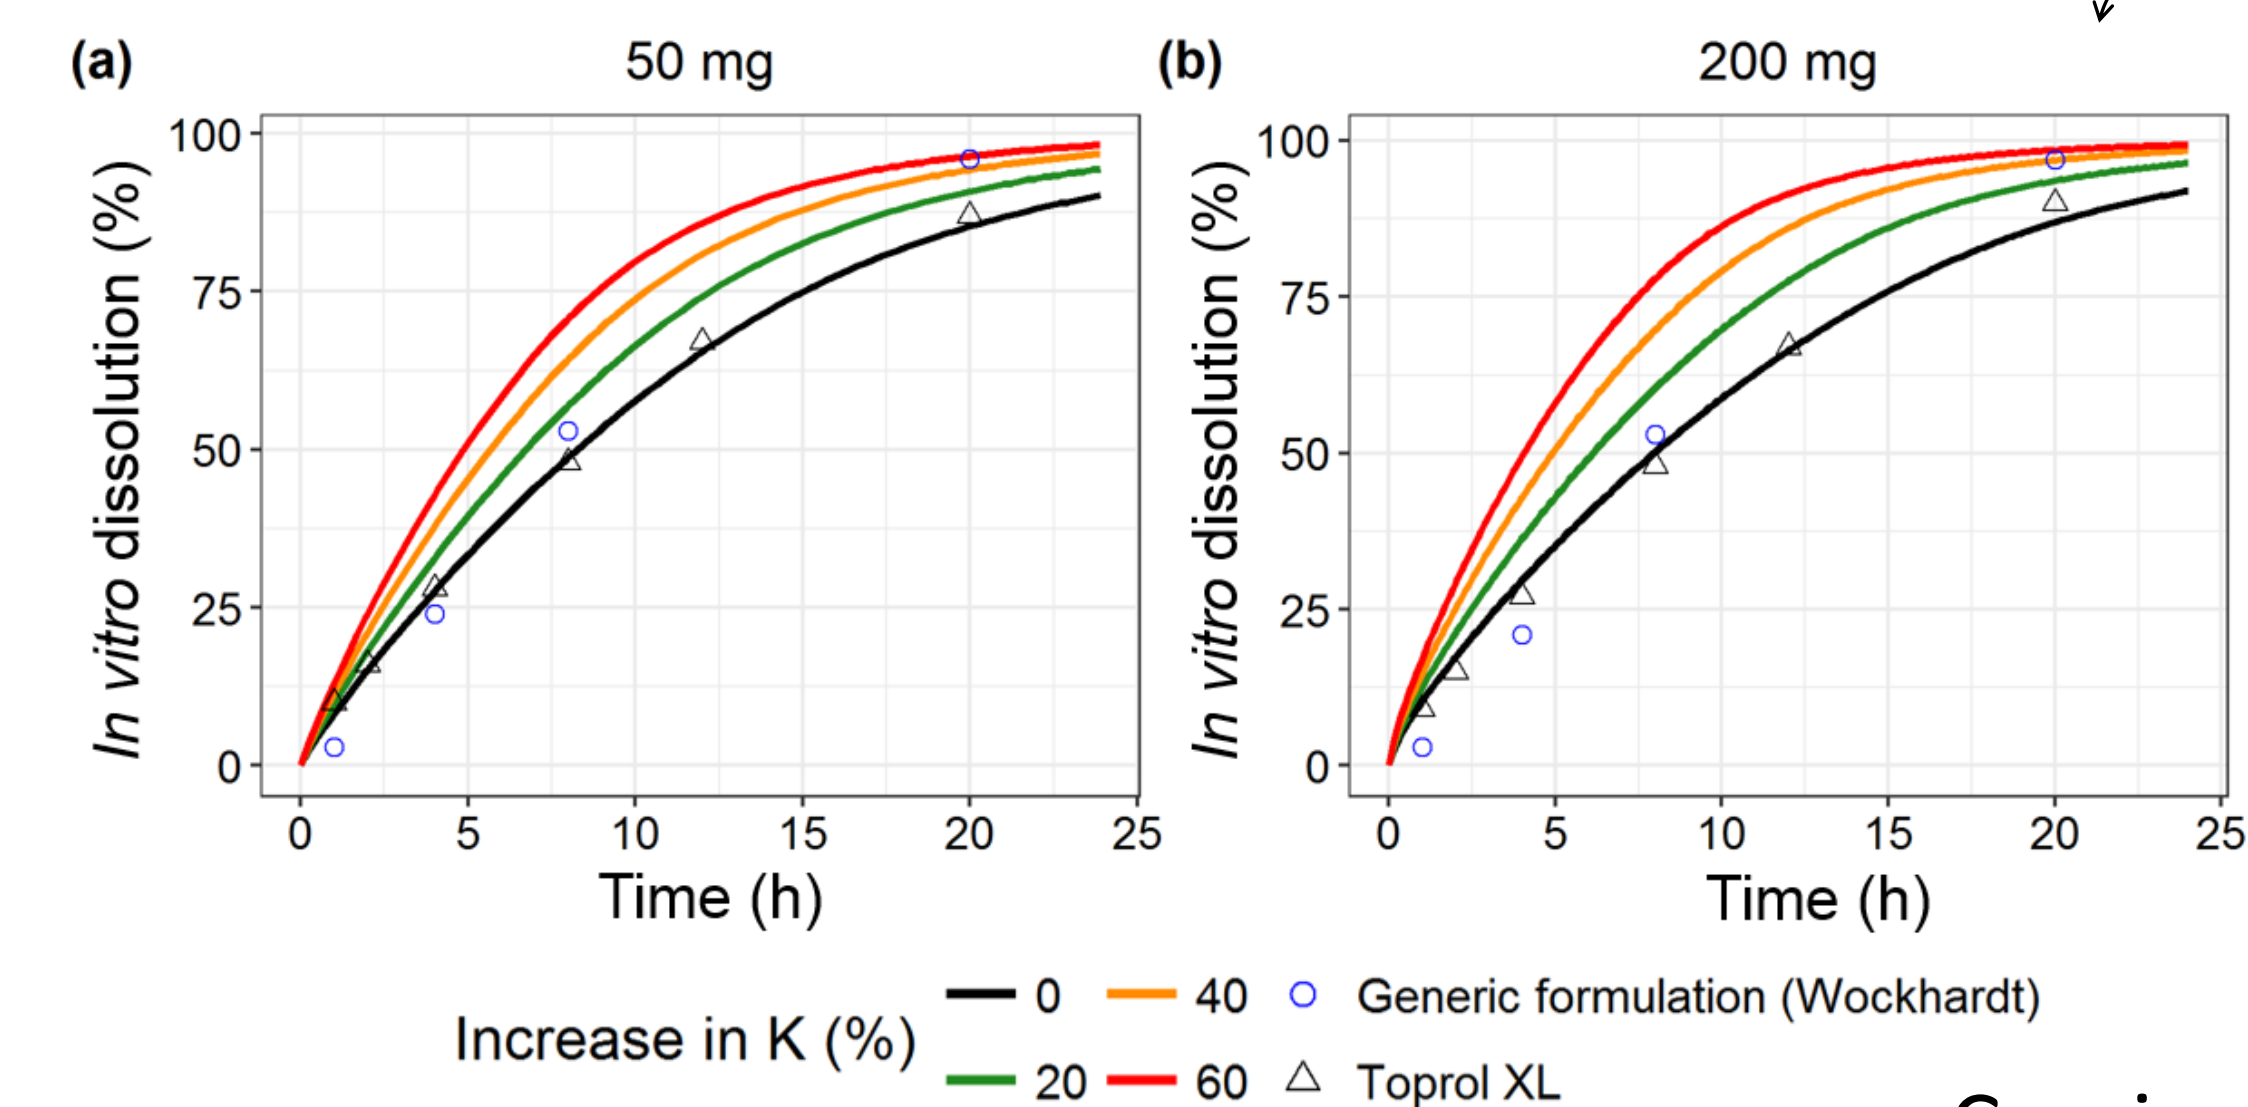 (a) 50 mg (b) 200 mg
In vitro dissolution (%)
100
75
50
25
0
0 5 10 15 20 25
Time (h)
In vitro dissolution (%)
100
75
50
25
0
0 5 10 15 20 25
Time (h)
Increase in K (%)
0 40 Generic formulation (Wockhardt)
20 60 Toprol XL